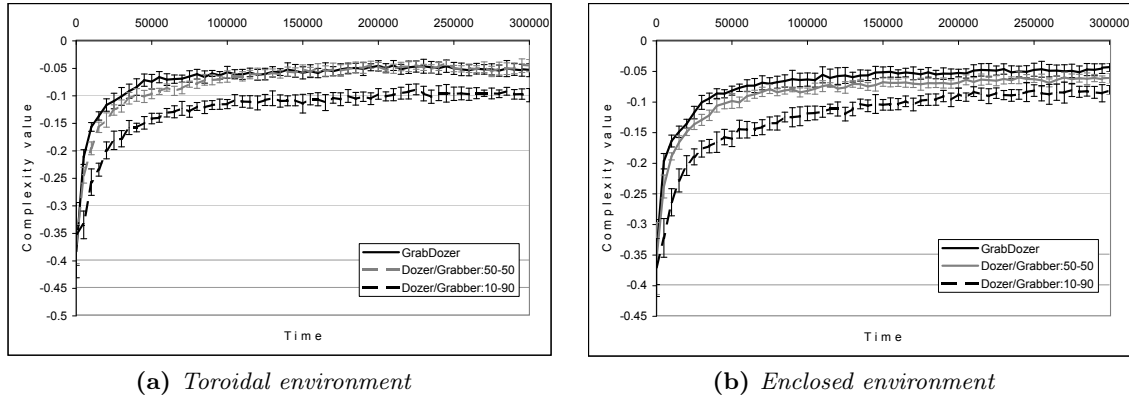 0 50000 100000 150000 200000 250000 300000
0
-0.05
-0.1
-0.15
-0.2
-0.25
-0.3
-0.35
-0.4
-0.45
-0.5
Complexity value
GrabDozer
Dozer/Grabber:50-50
Dozer/Grabber:10-90
Time
(a) Toroidal environment
0 50000 100000 150000 200000 250000 300000
0
-0.05
-0.1
-0.15
-0.2
-0.25
-0.3
-0.35
-0.4
-0.45
Complexity value
GrabDozer
Dozer/Grabber:50-50
Dozer/Grabber:10-90
Time
(b) Enclosed environment